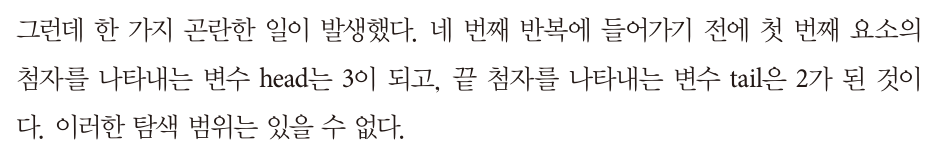 그런데 한 가지 곤란한 일이 발생했다. 네 번째 반복에 들어가기 전에 첫 번째 요소의
첨자를 나타내는 변수 head는 3이 되고, 끝 첨자를 나타내는 변수 tail은 2가 된 것이
다. 이러한 탐색 범위는 있을 수 없다.